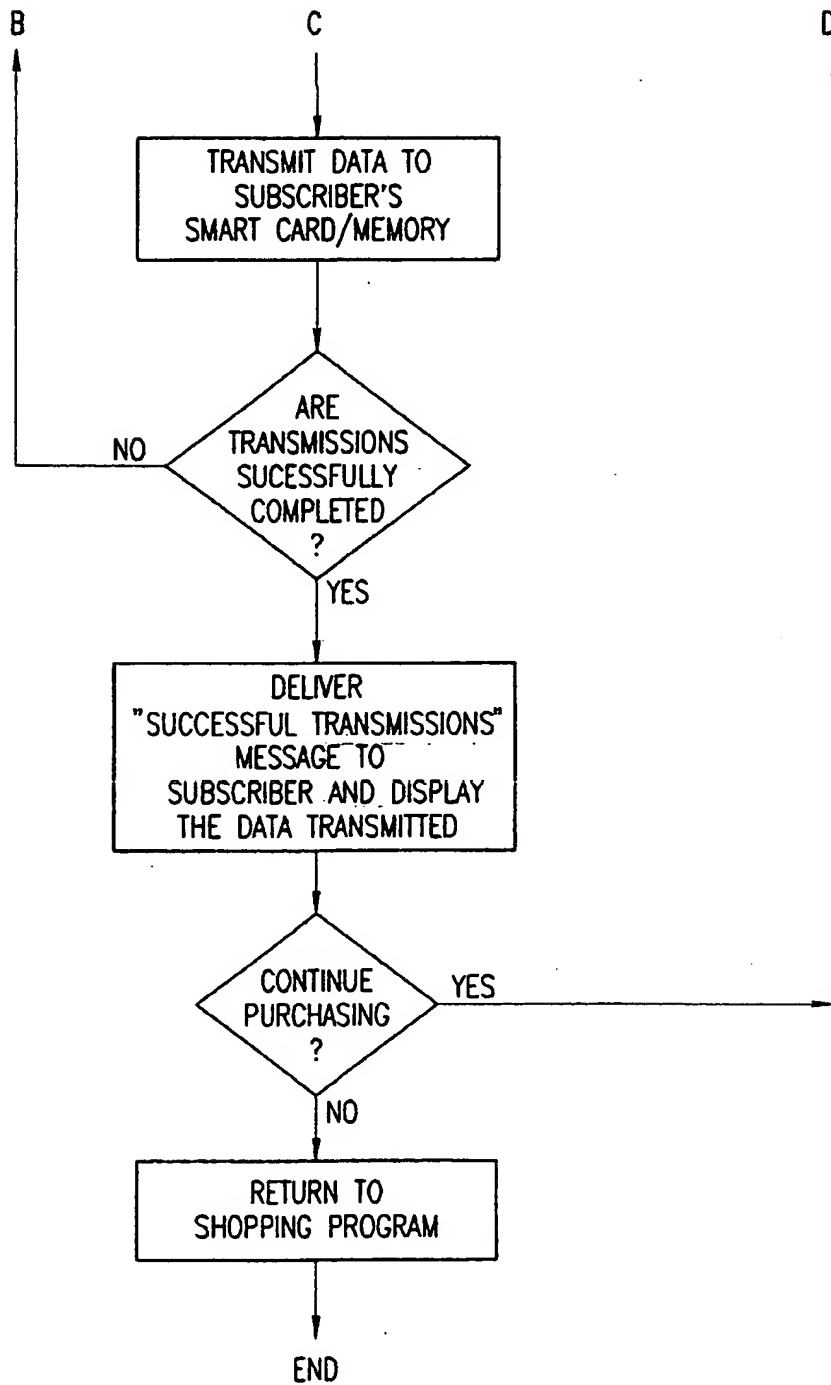 B C D
TRANSMIT DATA TO
SUBSCRIBER'S
SMART CARD/MEMORY
ARE
TRANSMISSIONS
SUCESSFULLY
COMPLETED
?
NO
YES
DELIVER
"SUCCESSFUL TRANSMISSIONS"
MESSAGE TO
SUBSCRIBER AND DISPLAY
THE DATA TRANSMITTED
CONTINUE
PURCHASING
?
YES
NO
RETURN TO
SHOPPING PROGRAM
END